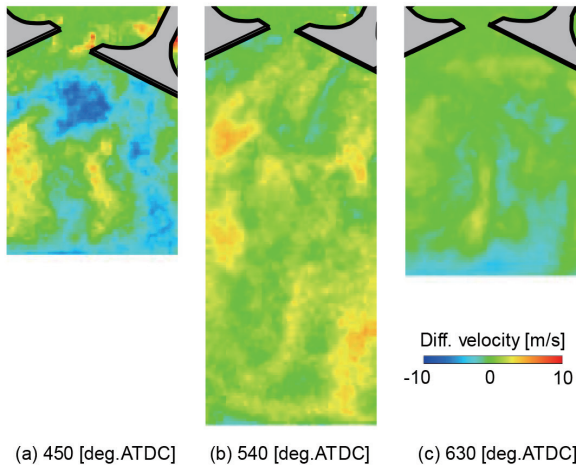 Diff. velocity [m/s]
-10 0 10
(a) 450 [deg.ATDC] (b) 540 [deg.ATDC] (c) 630 [deg.ATDC]